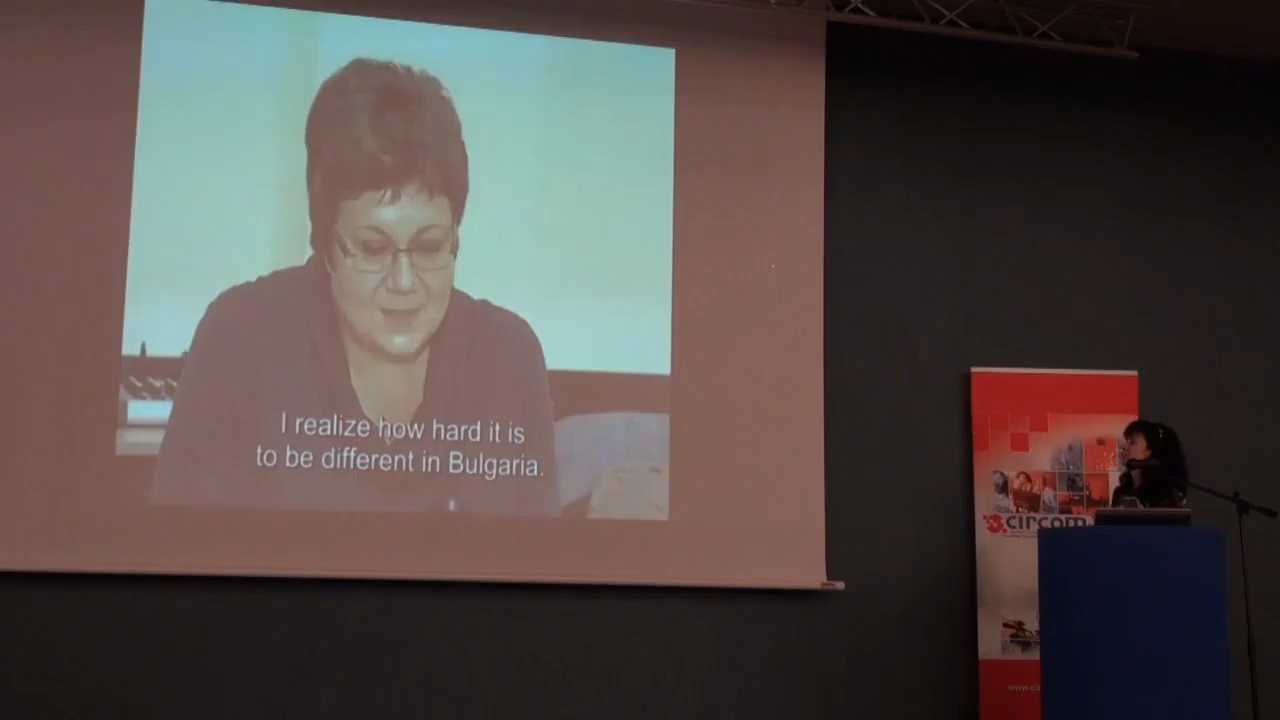 I realize how hard it is
to be different in Bulgaria.
circom